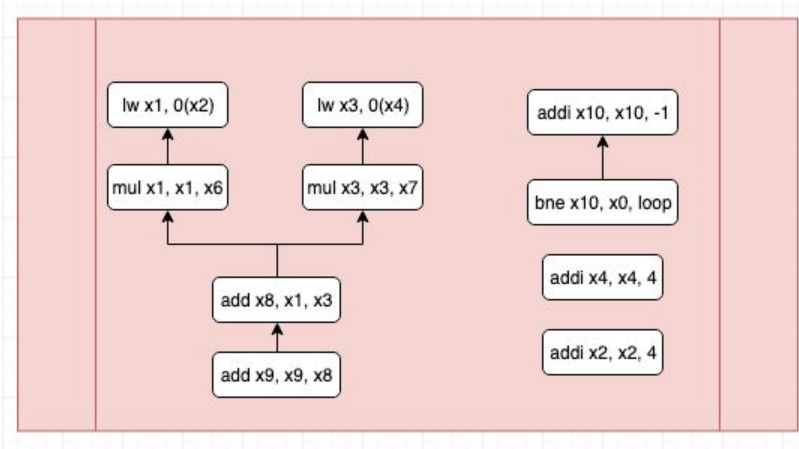 lw x1, 0(x2)
lw x3, 0(x4)
addi x10, x10, -1
mul x1, x1, x6
mul x3, x3, x7
bne x10, x0, loop
add x8, x1, x3
addi x4, x4, 4
add x9, x9, x8
addi x2, x2, 4